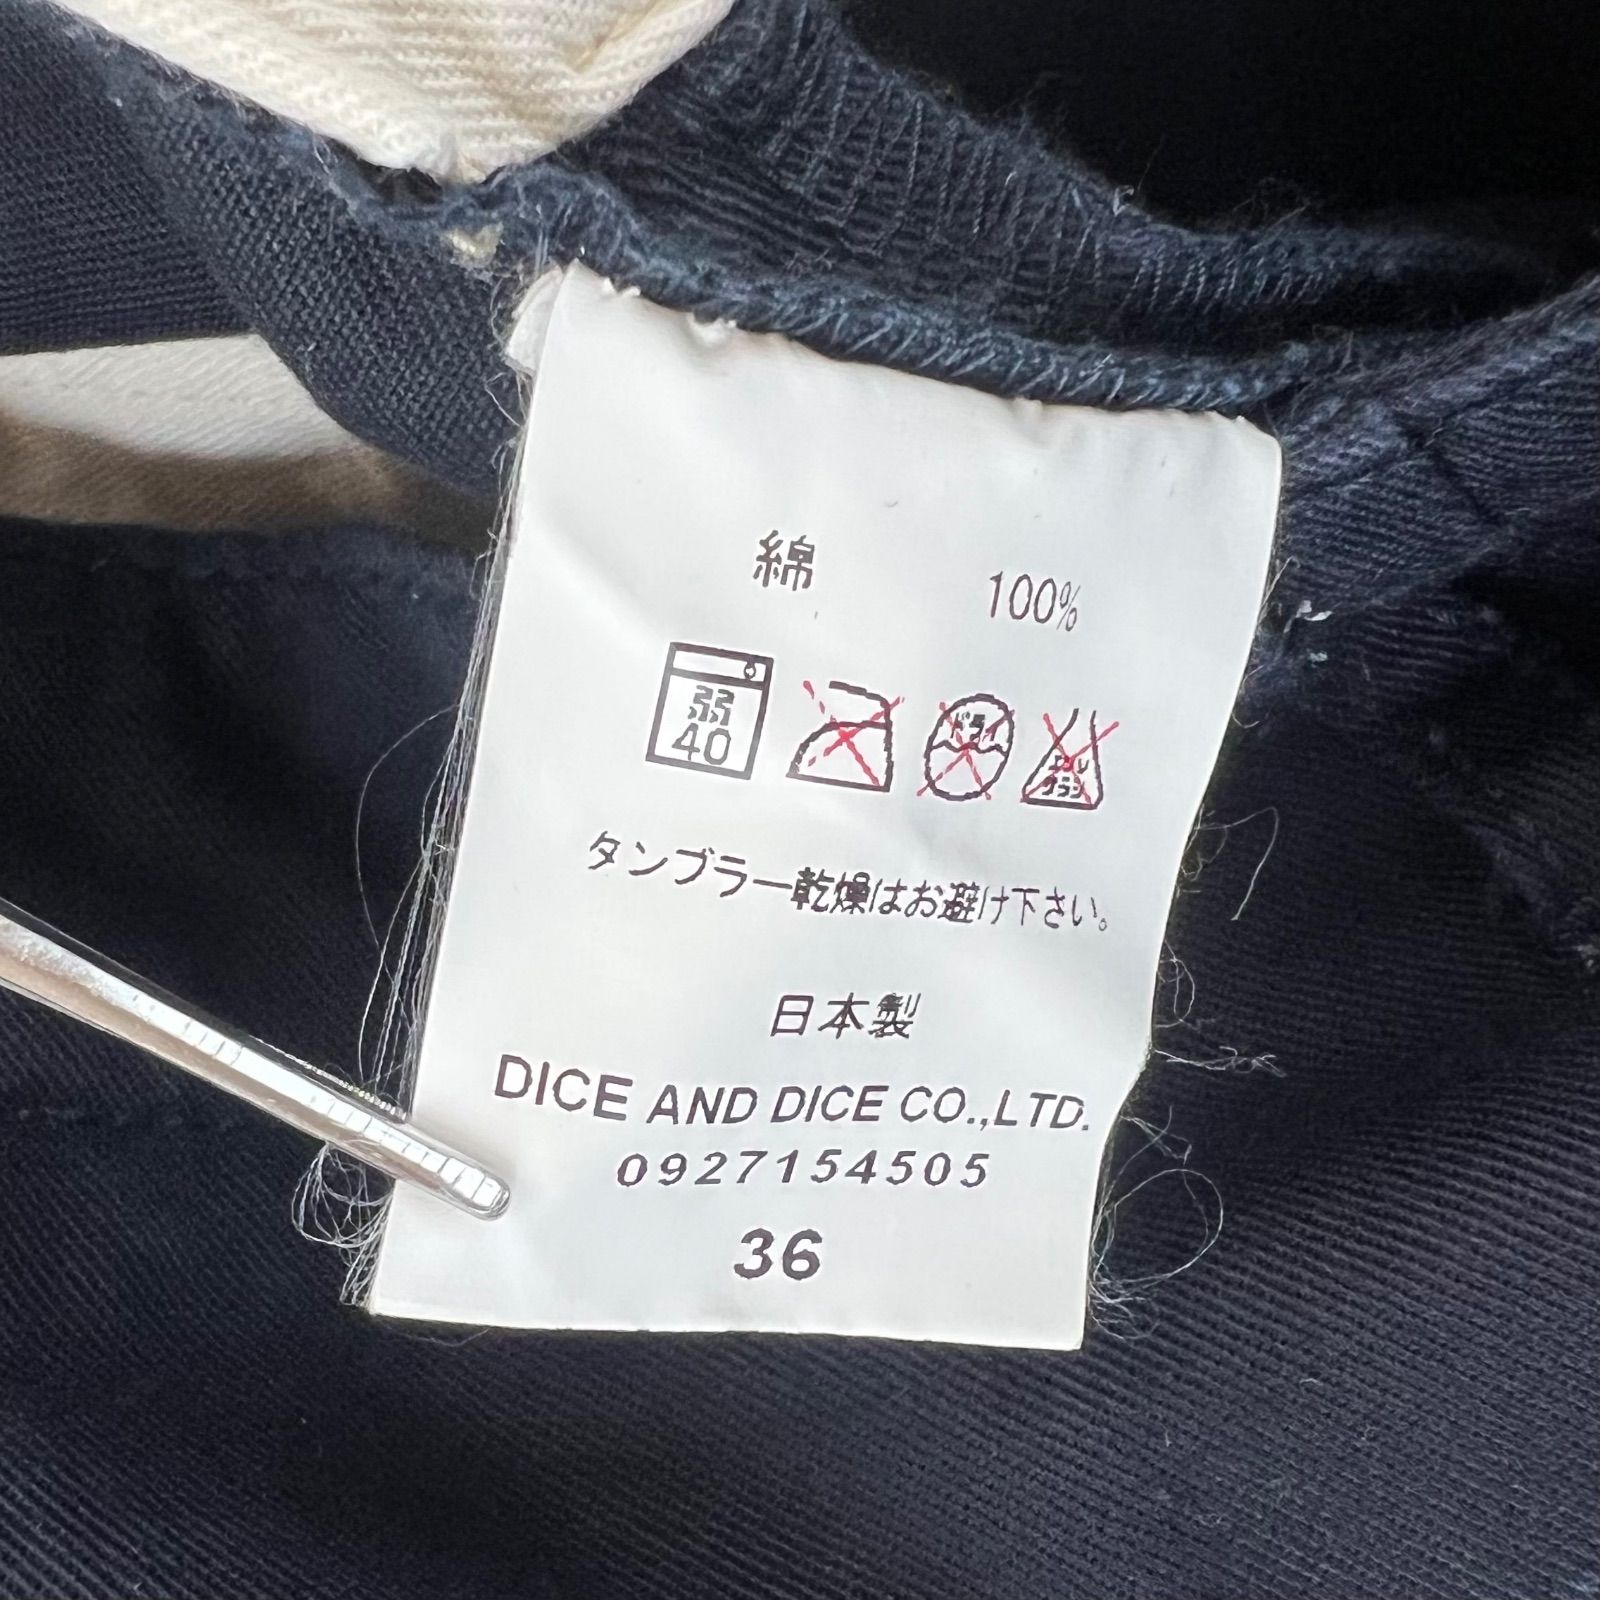 綿 100%
弱
40
ドライ
エンソ
サラシ
タンブラー乾燥はお避け下さい。
日本製
DICE AND DICE CO.,LTD.
0927154505
36